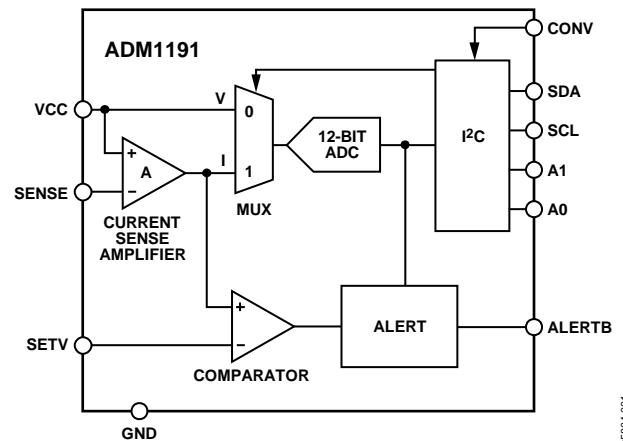 ADM1191
CONV
VCC
V
0
I
1
MUX
12-BIT
ADC
I²C
SDA
SCL
A1
A0
+
A
–
SENSE
CURRENT
SENSE
AMPLIFIER
SETV
+
–
COMPARATOR
ALERT
ALERTB
GND